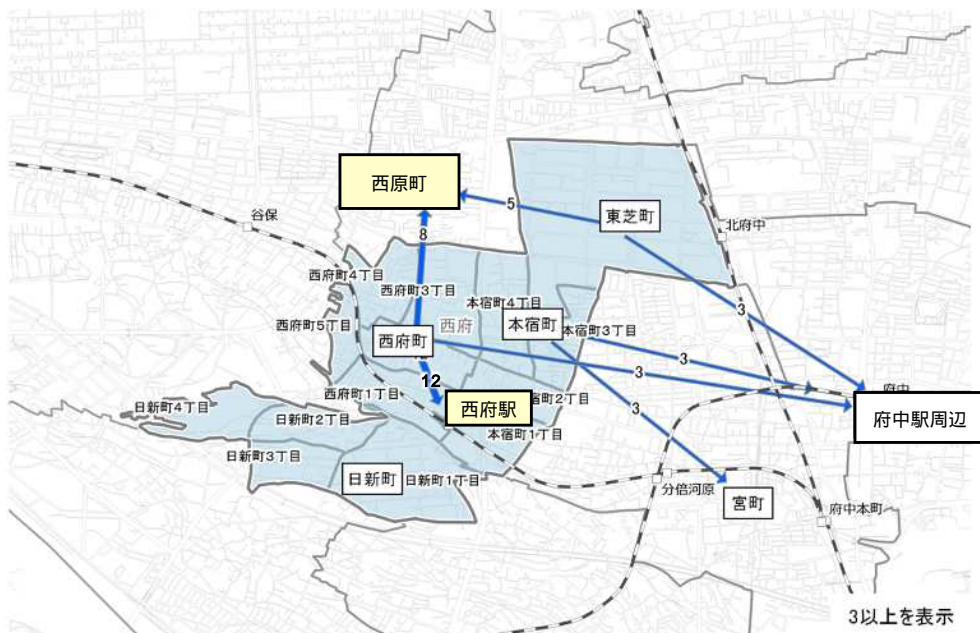 西原町
谷保
5
東芝町
北府中
8
西府町4丁目
西府町3丁目
本宿町4丁目
西府町5丁目
西府
本宿町
本宿町3丁目
3
西府町
3
3
府中
12
西府町1丁目
西府駅
宿町2丁目
3
府中駅周辺
日新町4丁目
日新町2丁目
本宿町1丁目
日新町3丁目
日新町
日新町1丁目
分倍河原
宮町
府中本町
3以上を表示